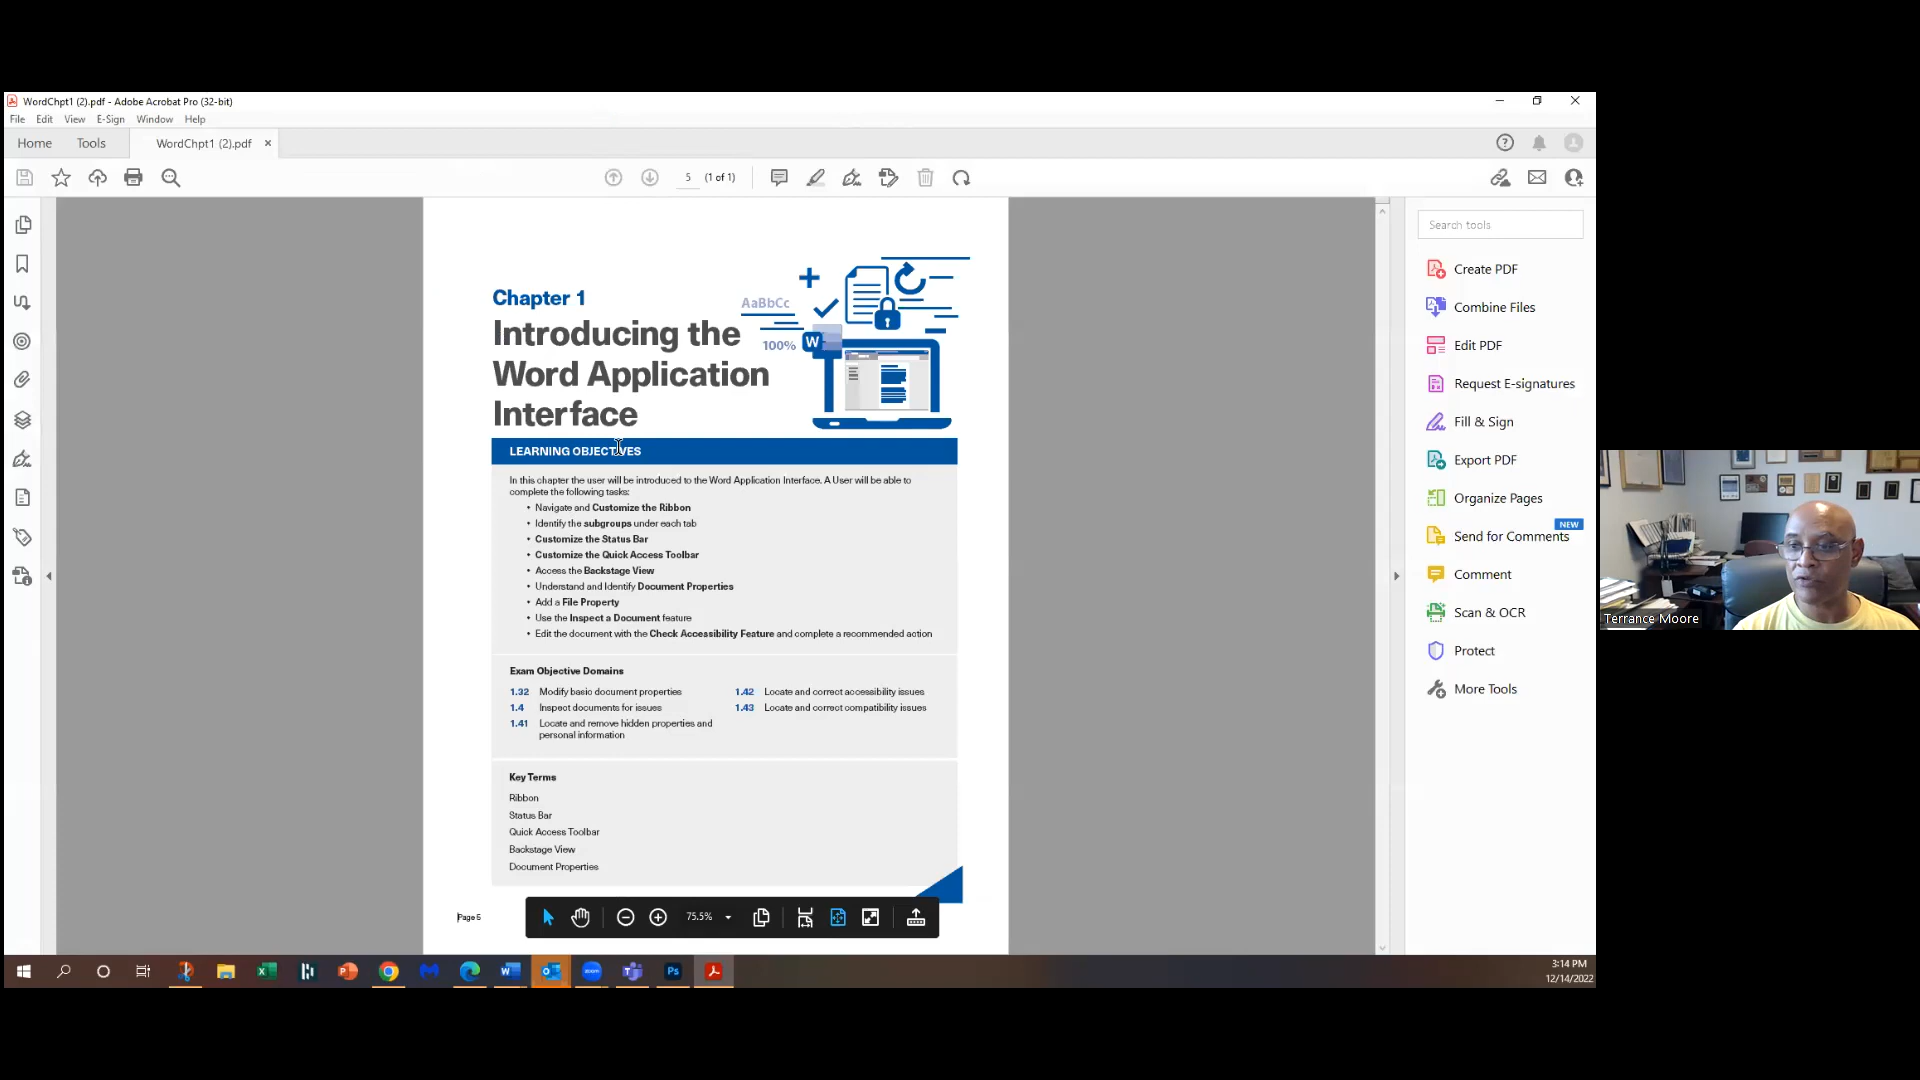 WordChpt1 (2).pdf - Adobe Acrobat Pro (32-bit)
File Edit View E-Sign Window Help
Home Tools WordChpt1 (2).pdf
5 (1 of 1)
Search tools
Create PDF
Combine Files
Edit PDF
Request E-signatures
Fill & Sign
Export PDF
Organize Pages
NEW
Send for Comments
Comment
Scan & OCR
Protect
More Tools
Chapter 1
Introducing the
Word Application
Interface
AaBbCc
100%
W
LEARNING OBJECTIVES
In this chapter the user will be introduced to the Word Application Interface. A User will be able to
complete the following tasks:
• Navigate and Customize the Ribbon
• Identify the subgroups under each tab
• Customize the Status Bar
• Customize the Quick Access Toolbar
• Access the Backstage View
• Understand and Identify Document Properties
• Add a File Property
• Use the Inspect a Document feature
• Edit the document with the Check Accessibility Feature and complete a recommended action
Exam Objective Domains
1.32 Modify basic document properties
1.4 Inspect documents for issues
1.41 Locate and remove hidden properties and
personal information
1.42 Locate and correct accessibility issues
1.43 Locate and correct compatibility issues
Key Terms
Ribbon
Status Bar
Quick Access Toolbar
Backstage View
Document Properties
Page 5
75.5%
Terrance Moore
3:14 PM
12/14/2022